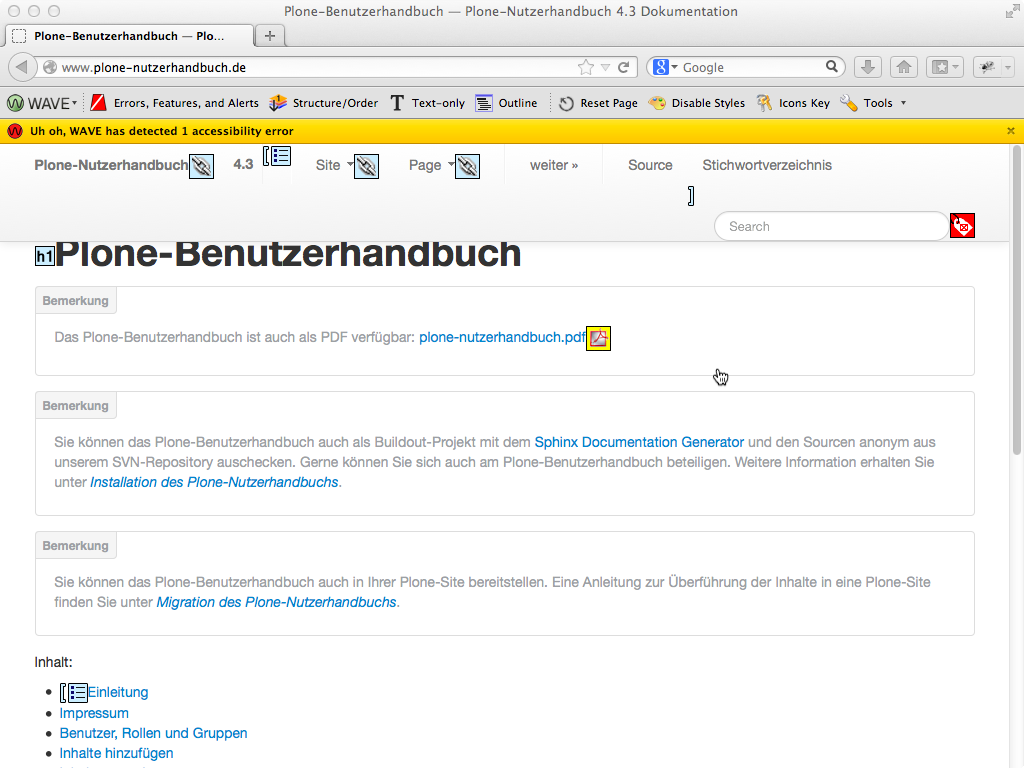 Plone-Benutzerhandbuch — Plone-Nutzerhandbuch 4.3 Dokumentation
Plone-Benutzerhandbuch — Plo...
www.plone-nutzerhandbuch.de
Google
WAVE Errors, Features, and Alerts Structure/Order Text-only Outline Reset Page Disable Styles Icons Key Tools
Uh oh, WAVE has detected 1 accessibility error
Plone-Nutzerhandbuch 4.3 Site Page weiter » Source Stichwortverzeichnis
Search
h1 Plone-Benutzerhandbuch
Bemerkung
Das Plone-Benutzerhandbuch ist auch als PDF verfügbar: plone-nutzerhandbuch.pdf
Bemerkung
Sie können das Plone-Benutzerhandbuch auch als Buildout-Projekt mit dem Sphinx Documentation Generator und den Sourcen anonym aus
unserem SVN-Repository auschecken. Gerne können Sie sich auch am Plone-Benutzerhandbuch beteiligen. Weitere Information erhalten Sie
unter Installation des Plone-Nutzerhandbuchs.
Bemerkung
Sie können das Plone-Benutzerhandbuch auch in Ihrer Plone-Site bereitstellen. Eine Anleitung zur Überführung der Inhalte in eine Plone-Site
finden Sie unter Migration des Plone-Nutzerhandbuchs.
Inhalt:
Einleitung
Impressum
Benutzer, Rollen und Gruppen
Inhalte hinzufügen